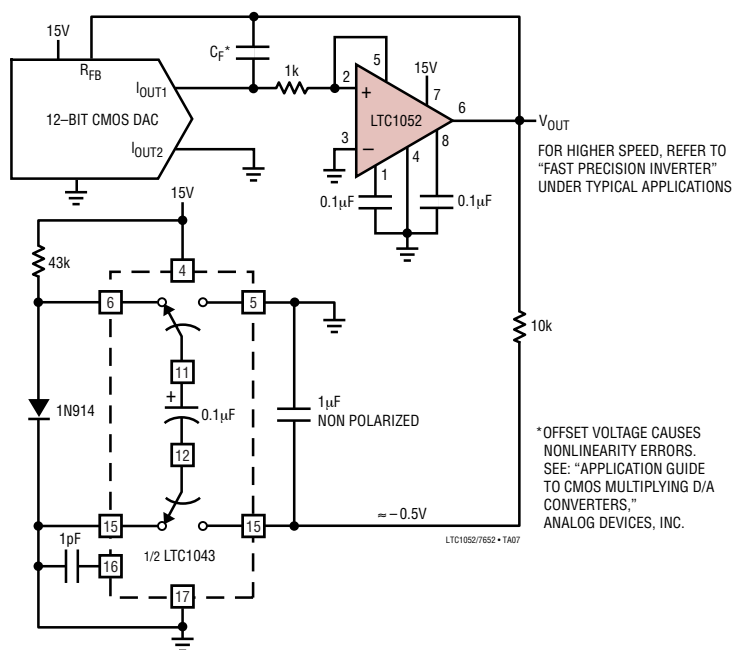 15V
R_FB
I_OUT1
12–BIT CMOS DAC
I_OUT2
C_F*
1k
5
2
+
15V
7
LTC1052
6
V_OUT
3
–
8
1
4
0.1µF
0.1µF
FOR HIGHER SPEED, REFER TO
“FAST PRECISION INVERTER”
UNDER TYPICAL APPLICATIONS
15V
43k
4
6
5
11
+
0.1µF
1N914
12
1µF
NON POLARIZED
10k
15
15
≈ –0.5V
1pF
16
1/2 LTC1043
17
LTC1052/7652 • TA07
*OFFSET VOLTAGE CAUSES
NONLINEARITY ERRORS.
SEE: “APPLICATION GUIDE
TO CMOS MULTIPLYING D/A
CONVERTERS,”
ANALOG DEVICES, INC.